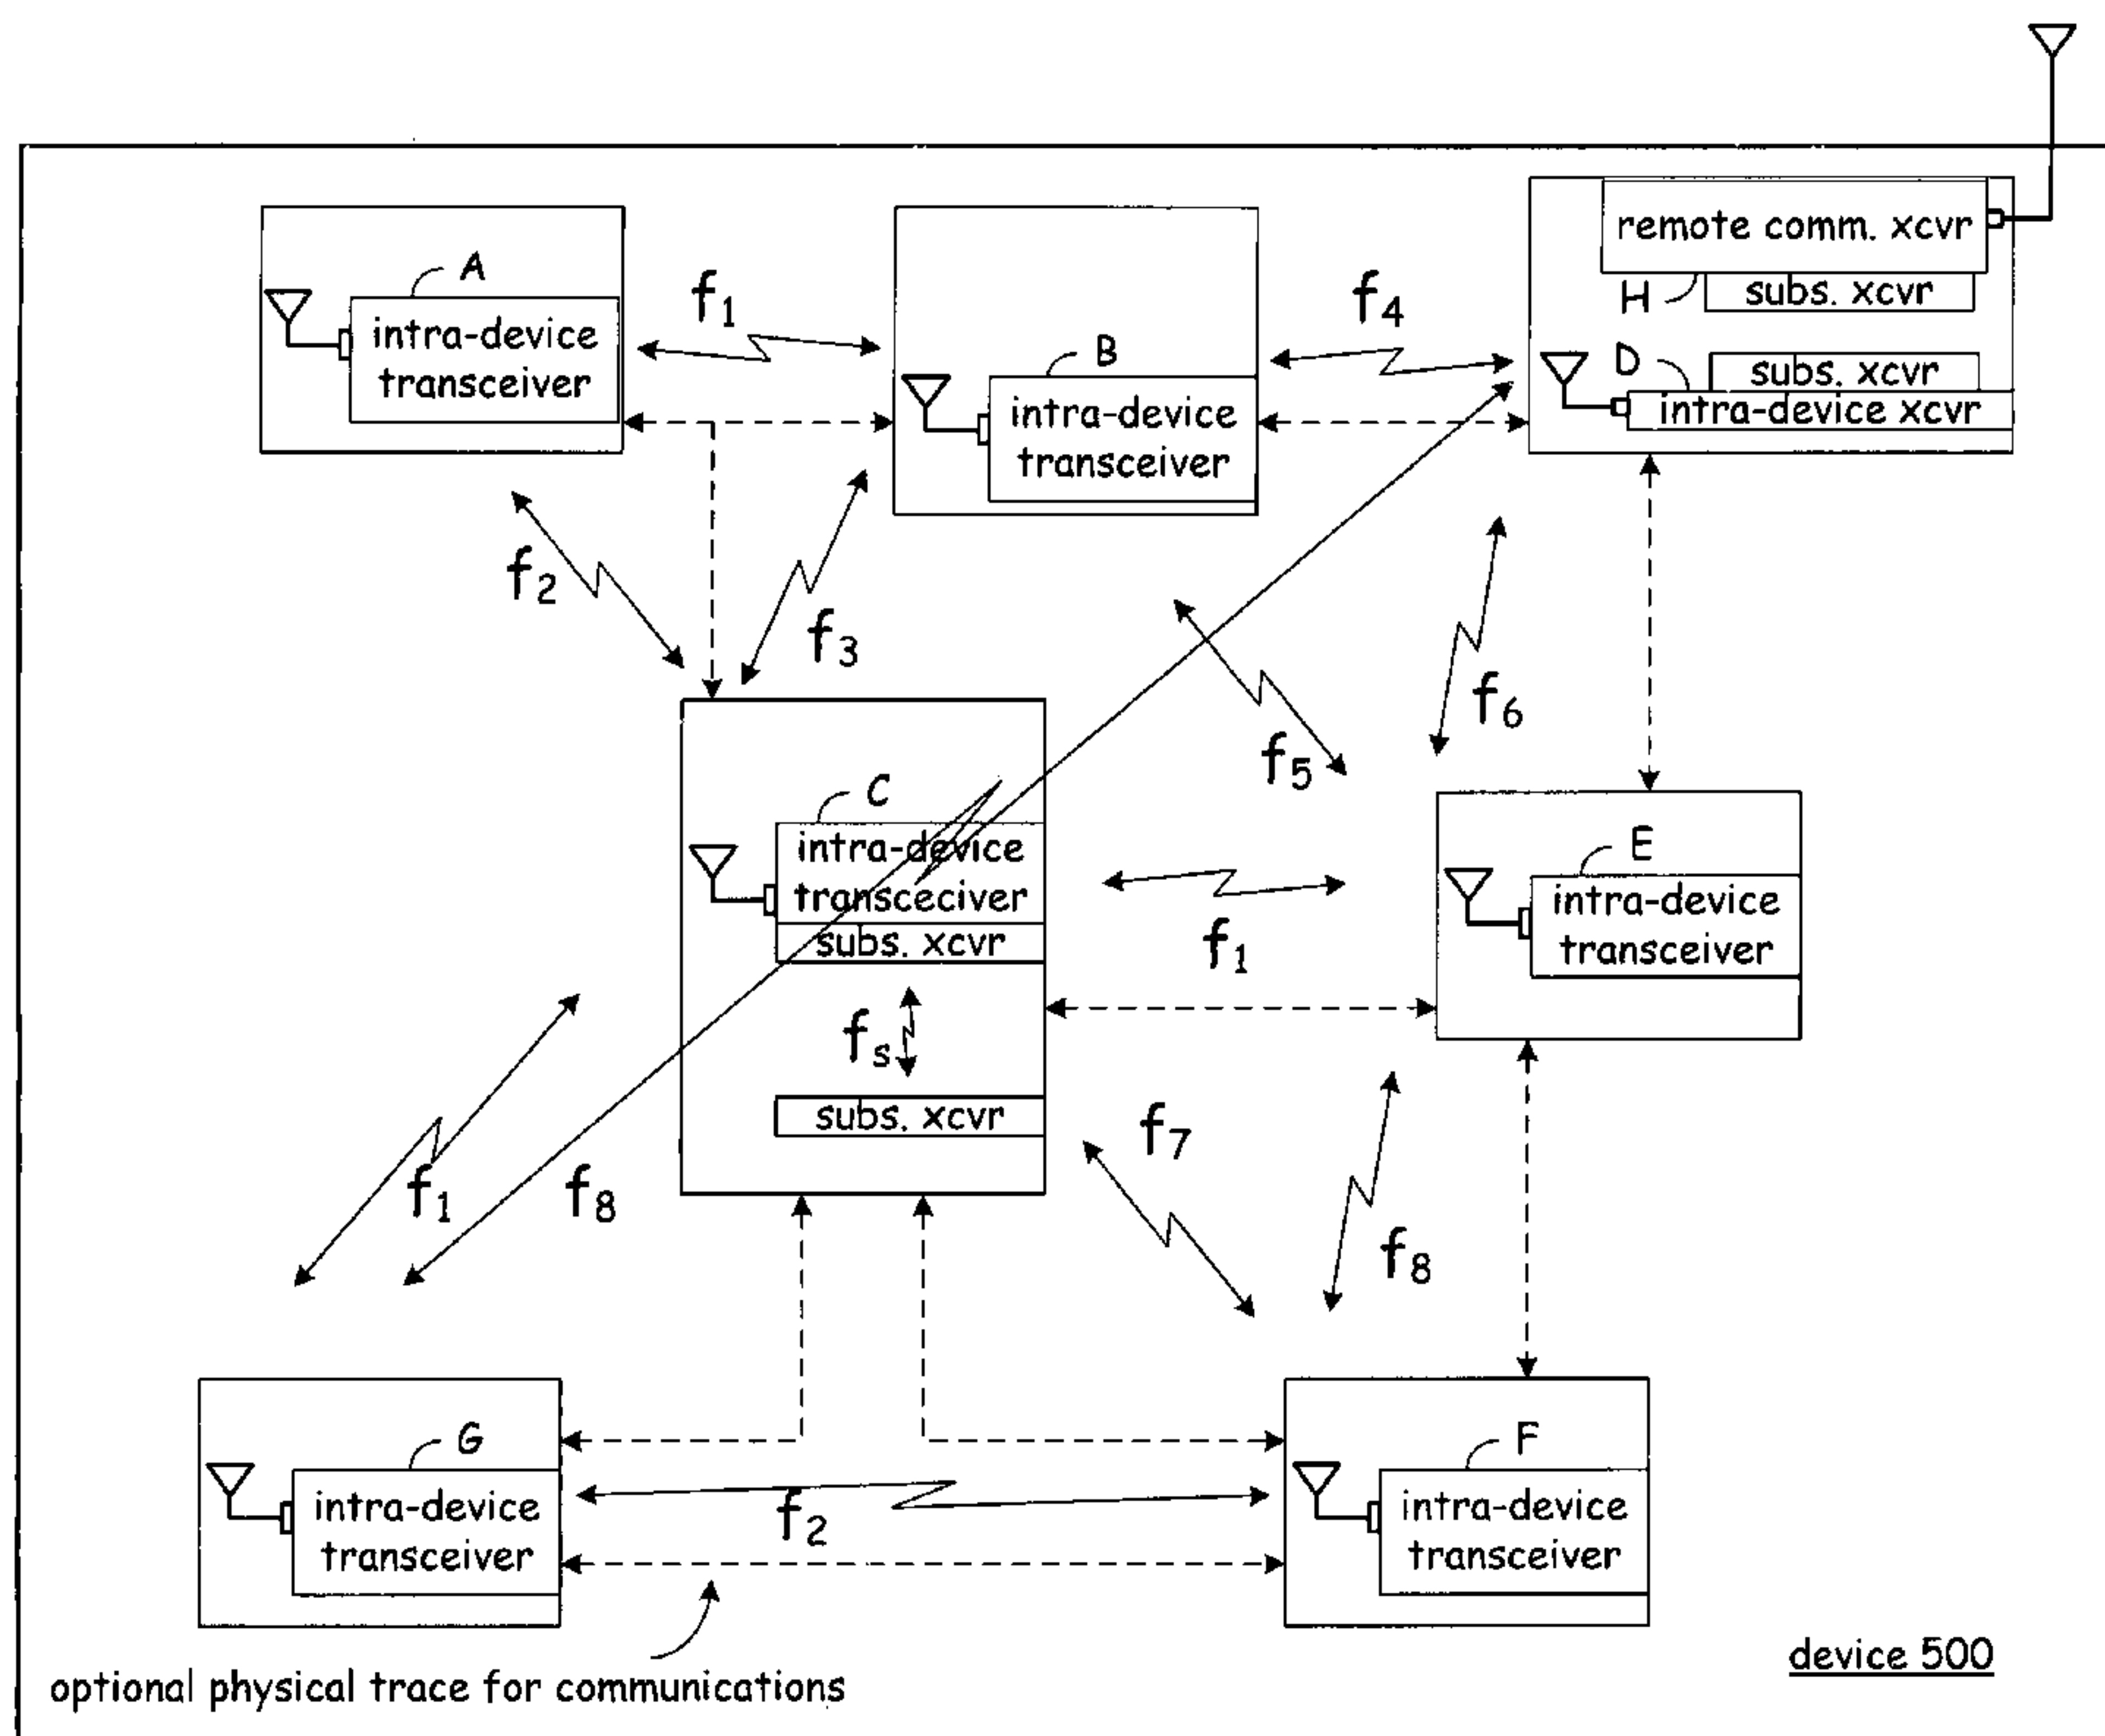 remote comm. xcvr
H
subs. xcvr
A
intra-device
transceiver
f1
B
intra-device
transceiver
f4
D
subs. xcvr
intra-device xcvr
f2
f3
f5
f6
C
intra-device
transceciver
subs. xcvr
fs
subs. xcvr
f1
E
intra-device
transceiver
f1
f8
f7
f8
G
intra-device
transceiver
f2
F
intra-device
transceiver
optional physical trace for communications
device 500